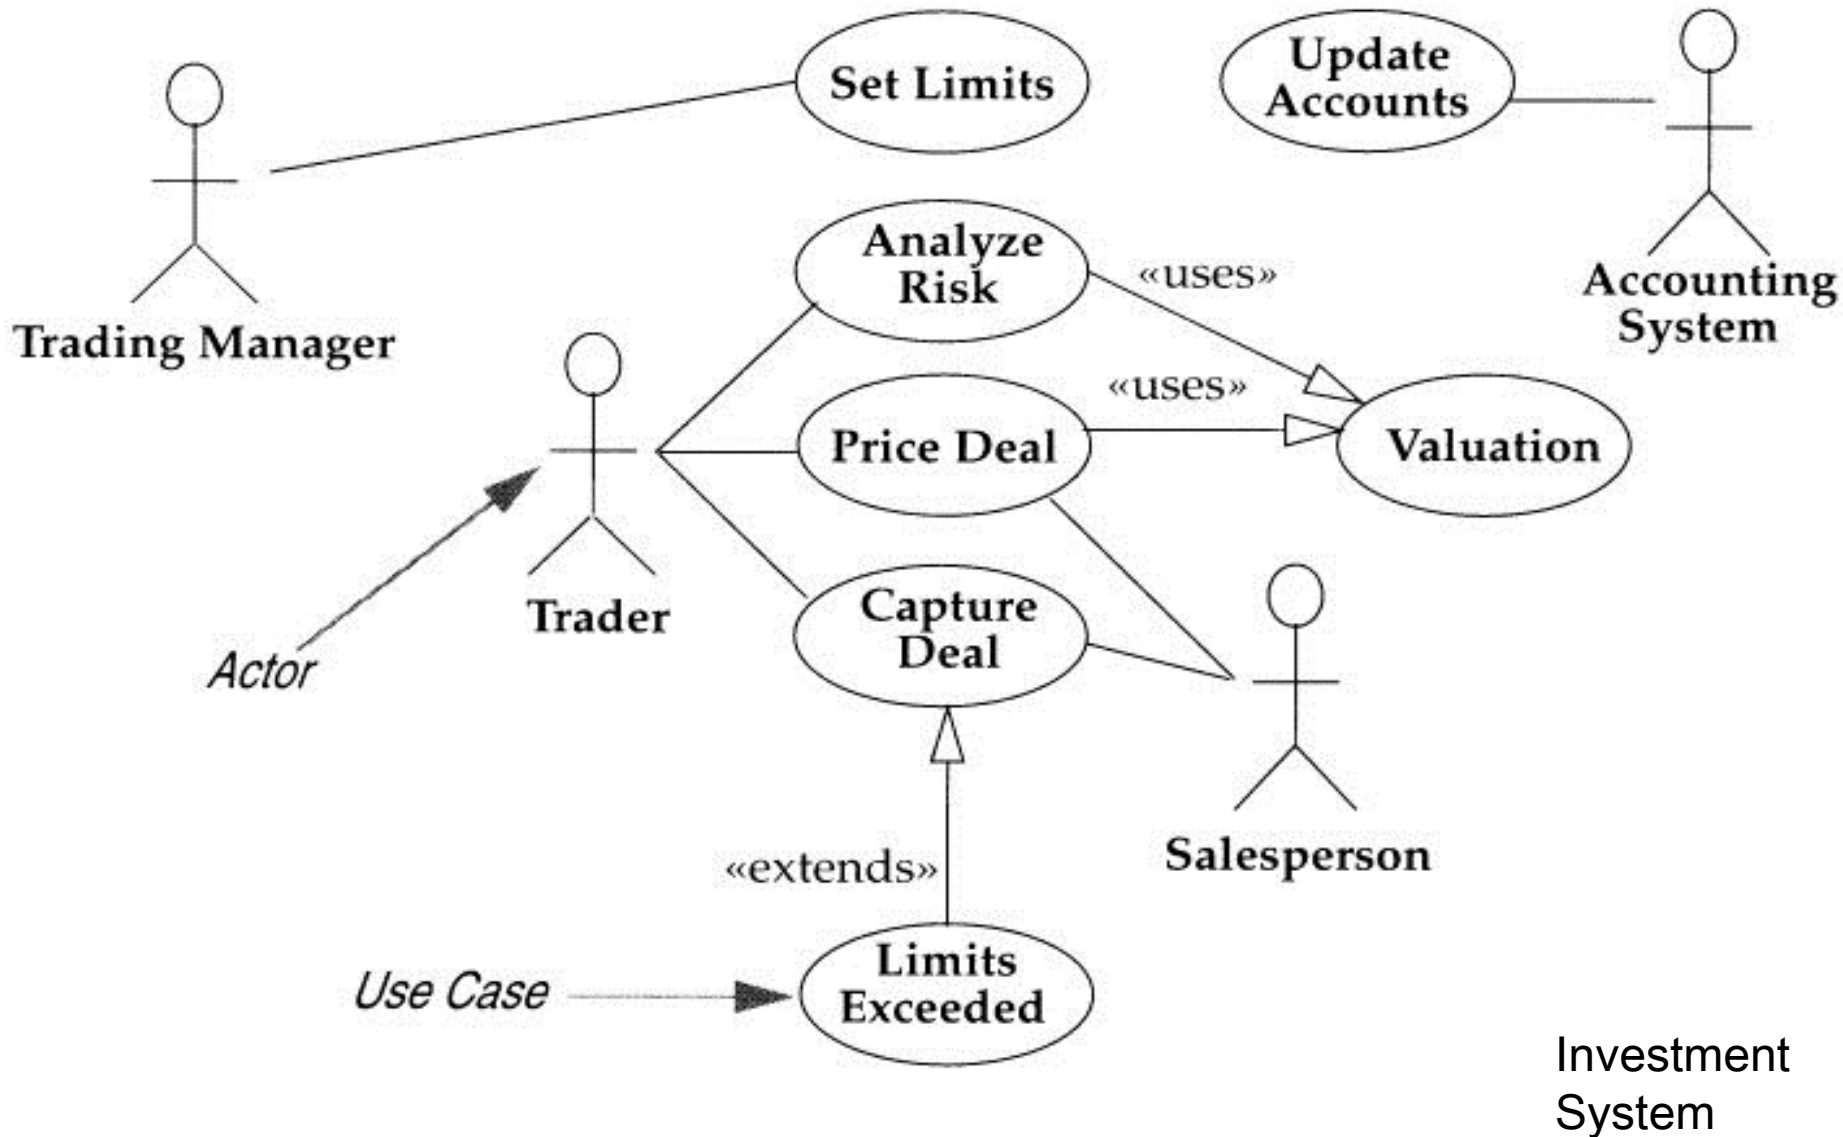 Set Limits
Update
Accounts
Analyze
Risk
«uses»
Accounting
System
Trading Manager
«uses»
Price Deal
Valuation
Capture
Deal
Trader
Actor
Salesperson
«extends»
Limits
Exceeded
Use Case
Investment
System